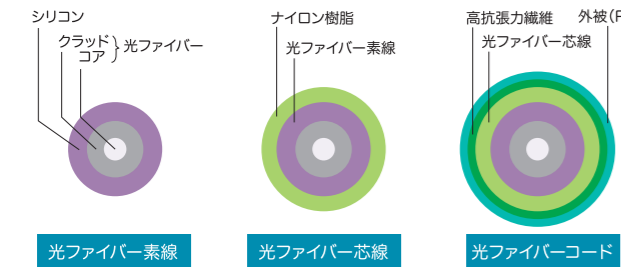 シリコン
クラッド
コア
光ファイバー
ナイロン樹脂
光ファイバー素線
高抗張力繊維
外被(P
光ファイバー芯線
光ファイバー素線
光ファイバー芯線
光ファイバーコード